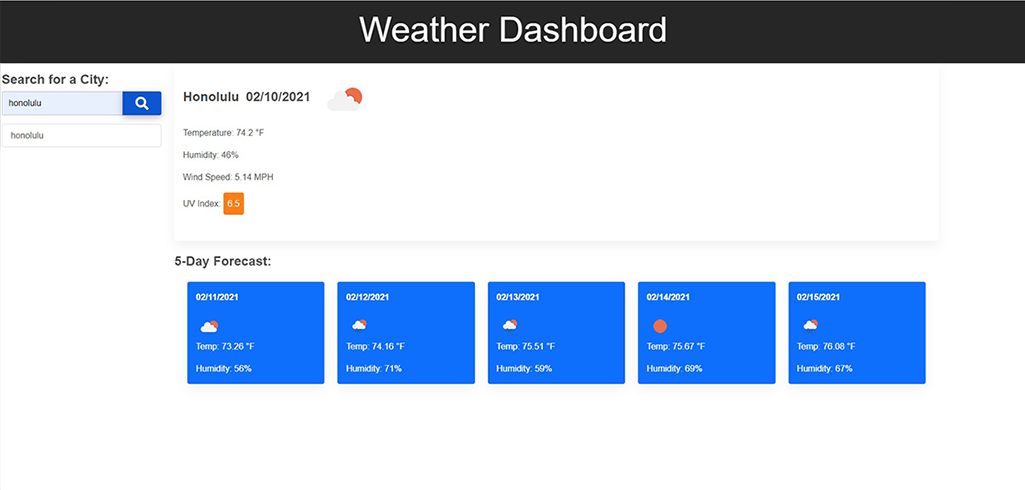 Weather Dashboard
Search for a City:
honolulu
honolulu
Honolulu 02/10/2021
Temperature: 74.2 °F
Humidity: 46%
Wind Speed: 5.14 MPH
UV Index: 6.5
5-Day Forecast:
02/11/2021
Temp: 73.26 °F
Humidity: 56%
02/12/2021
Temp: 74.16 °F
Humidity: 71%
02/13/2021
Temp: 75.51 °F
Humidity: 59%
02/14/2021
Temp: 75.67 °F
Humidity: 69%
02/15/2021
Temp: 76.08 °F
Humidity: 67%